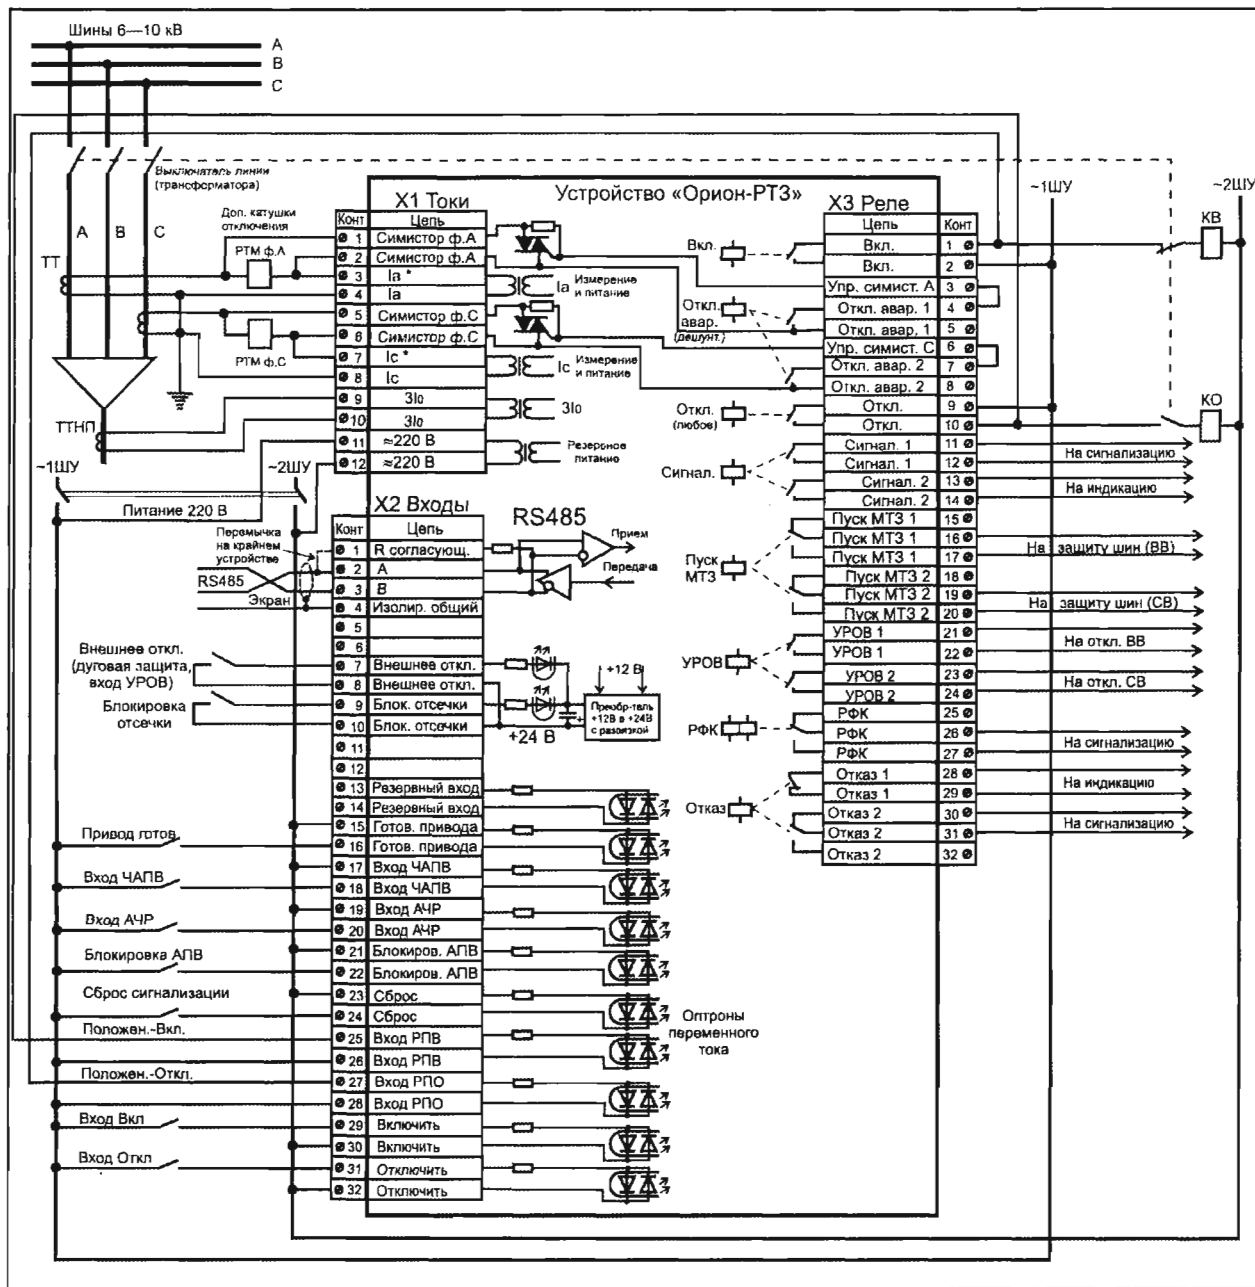 Шины 6—10 кВ
A
B
C
Выключатель линии
(трансформатора)
Устройство «Орион-РТЗ»
~1ШУ
~2ШУ
Доп. катушки
отключения
A
B
C
ТТ
РТМ ф.А
РТМ ф.С
ТТНП
~1ШУ
~2ШУ
Питание 220 В
X1 Токи
Конт
Цепь
1 Симистор ф.А
2 Симистор ф.А
3 Ia *
4 Ia
5 Симистор ф.С
6 Симистор ф.С
7 Ic *
8 Ic
9 3I₀
10 3I₀
11 ≈220 В
12 ≈220 В
Ia Измерение
и питание
Ic Измерение
и питание
3I₀
Резервное
питание
X2 Входы
Конт
Цепь
1 R согласующ.
2 A
3 B
4 Изолир. общий
5
6
7 Внешнее откл.
8 Внешнее откл.
9 Блок. отсечки
10 Блок. отсечки
11
12
13 Резервный вход
14 Резервный вход
15 Готов. привода
16 Готов. привода
17 Вход ЧАПВ
18 Вход ЧАПВ
19 Вход АЧР
20 Вход АЧР
21 Блокиров. АПВ
22 Блокиров. АПВ
23 Сброс
24 Сброс
25 Вход РПВ
26 Вход РПВ
27 Вход РПО
28 Вход РПО
29 Включить
30 Включить
31 Отключить
32 Отключить
Перемычка
на крайнем
устройстве
RS485
Экран
Внешнее откл.
(дуговая защита,
вход УРОВ)
Блокировка
отсечки
Привод готов.
Вход ЧАПВ
Вход АЧР
Блокировка АПВ
Сброс сигнализации
Положен.-Вкл.
Положен.-Откл.
Вход Вкл
Вход Откл
RS485
Прием
Передача
+12 В
Преобр-тель
+12В в +24В
с развязкой
+24 В
+
Оптроны
переменного
тока
X3 Реле
Цепь
Конт
Вкл. 1
Вкл. 2
Упр. симист. А 3
Откл. авар. 1 4
Откл. авар. 1 5
Упр. симист. С 6
Откл. авар. 2 7
Откл. авар. 2 8
Откл. 9
Откл. 10
Сигнал. 1 11
Сигнал. 1 12
Сигнал. 2 13
Сигнал. 2 14
Пуск МТЗ 1 15
Пуск МТЗ 1 16
Пуск МТЗ 1 17
Пуск МТЗ 2 18
Пуск МТЗ 2 19
Пуск МТЗ 2 20
УРОВ 1 21
УРОВ 1 22
УРОВ 2 23
УРОВ 2 24
РФК 25
РФК 26
РФК 27
Отказ 1 28
Отказ 1 29
Отказ 2 30
Отказ 2 31
Отказ 2 32
Вкл.
Откл.
авар.
(дешунт.)
Откл.
(любое)
Сигнал.
Пуск
МТЗ
УРОВ
РФК
Отказ
КВ
КО
На сигнализацию
На индикацию
На защиту шин (ВВ)
На защиту шин (СВ)
На откл. ВВ
На откл. СВ
На сигнализацию
На индикацию
На сигнализацию